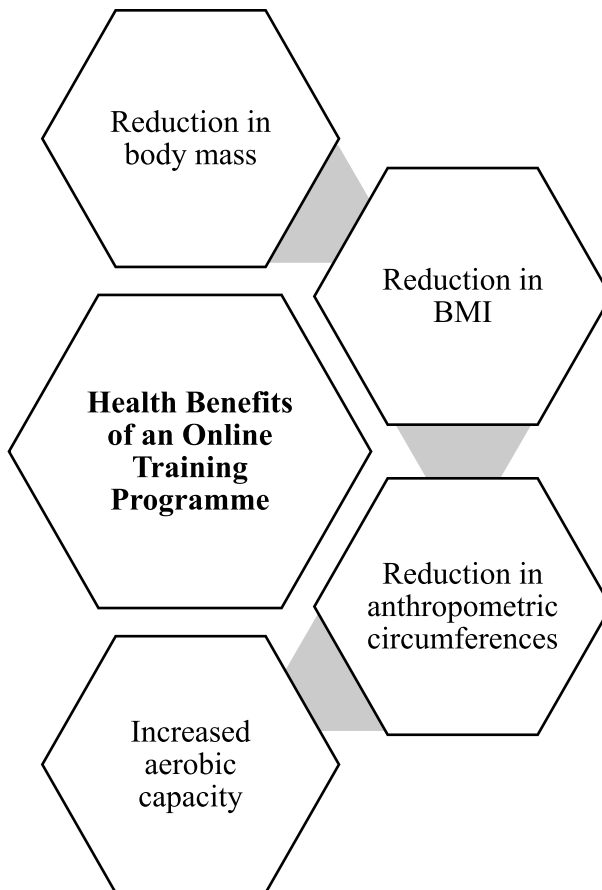 Reduction in
body mass
Reduction in
BMI
Health Benefits
of an Online
Training
Programme
Reduction in
anthropometric
circumferences
Increased
aerobic
capacity